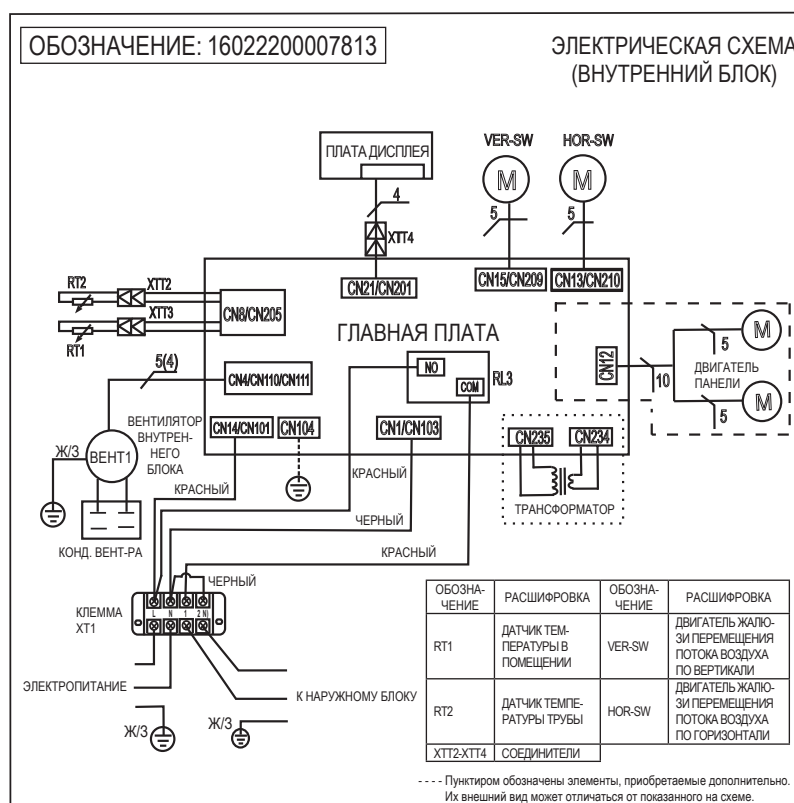 ОБОЗНАЧЕНИЕ: 16022200007813
ЭЛЕКТРИЧЕСКАЯ СХЕМА
(ВНУТРЕННИЙ БЛОК)
ПЛАТА ДИСПЛЕЯ
VER-SW
HOR-SW
M
M
4
5
5
XTT4
RT2
XTT2
XTT3
RT1
CN8/CN205
CN21/CN201
CN15/CN209
CN13/CN210
ГЛАВНАЯ ПЛАТА
NO
COM
RL3
CN12
10
5
M
ДВИГАТЕЛЬ
ПАНЕЛИ
5
M
5(4)
CN4/CN110/CN111
CN14/CN101
CN104
CN1/CN103
CN235
CN234
ТРАНСФОРМАТОР
ВЕНТИЛЯТОР
ВНУТРЕН-
НЕГО
БЛОКА
Ж/З
ВЕНТ1
КОНД. ВЕНТ-РА
КРАСНЫЙ
КРАСНЫЙ
ЧЕРНЫЙ
КРАСНЫЙ
ЧЕРНЫЙ
КЛЕММА
XT1
L N 1 2 N)
ЭЛЕКТРОПИТАНИЕ
К НАРУЖНОМУ БЛОКУ
Ж/З
Ж/З
ОБОЗНА-
ЧЕНИЕ
РАСШИФРОВКА
ОБОЗНА-
ЧЕНИЕ
РАСШИФРОВКА
RT1
ДАТЧИК ТЕМ-
ПЕРАТУРЫ В
ПОМЕЩЕНИИ
VER-SW
ДВИГАТЕЛЬ ЖАЛЮ-
ЗИ ПЕРЕМЕЩЕНИЯ
ПОТОКА ВОЗДУХА
ПО ВЕРТИКАЛИ
RT2
ДАТЧИК ТЕМПЕ-
РАТУРЫ ТРУБЫ
HOR-SW
ДВИГАТЕЛЬ ЖАЛЮ-
ЗИ ПЕРЕМЕЩЕНИЯ
ПОТОКА ВОЗДУХА
ПО ГОРИЗОНТАЛИ
XTT2-XTT4
СОЕДИНИТЕЛИ
- - - - Пунктиром обозначены элементы, приобретаемые дополнительно.
Их внешний вид может отличаться от показанного на схеме.